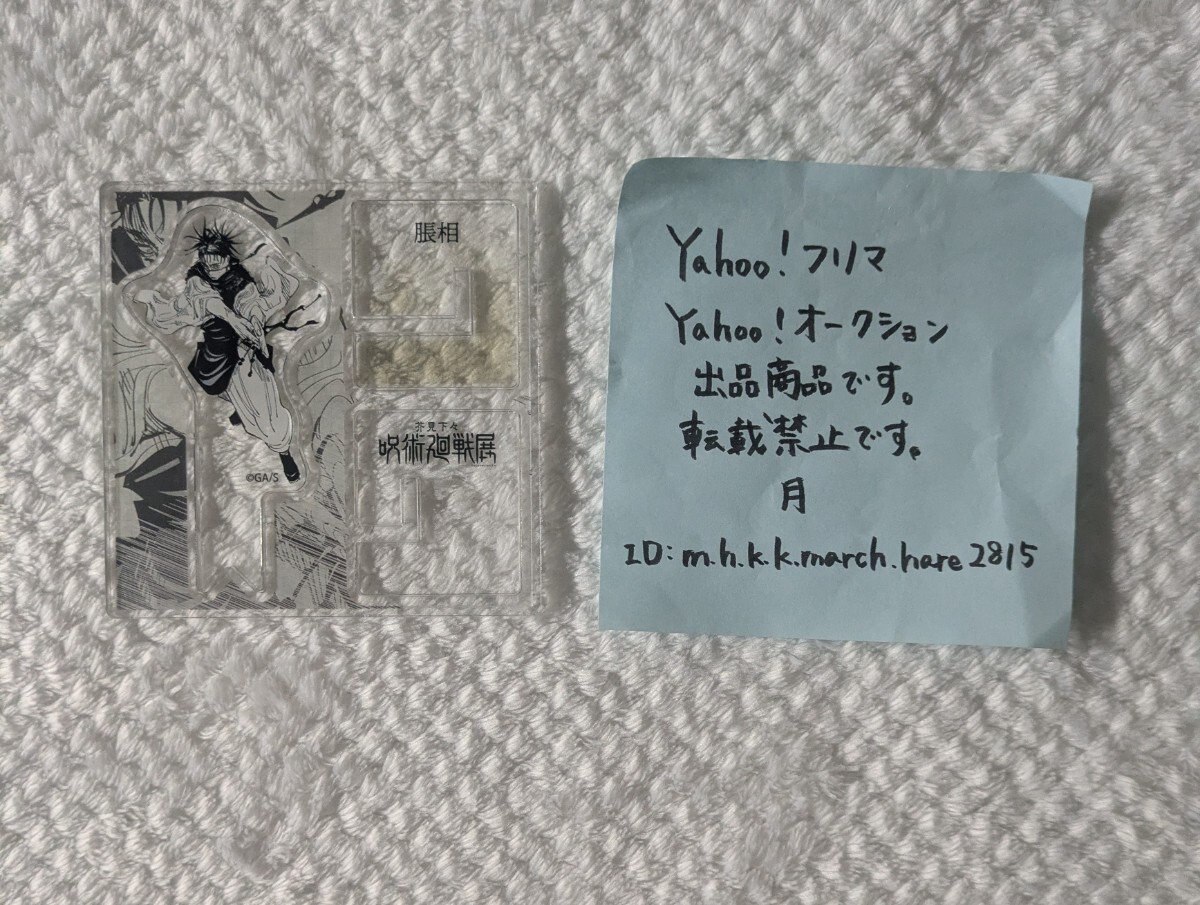 脹相
芥見下々
呪術廻戦展
©GA/S
Yahoo!フリマ
Yahoo!オークション
出品商品です。
転載禁止です。
月
ID:m.h.k.k.march.hare2815